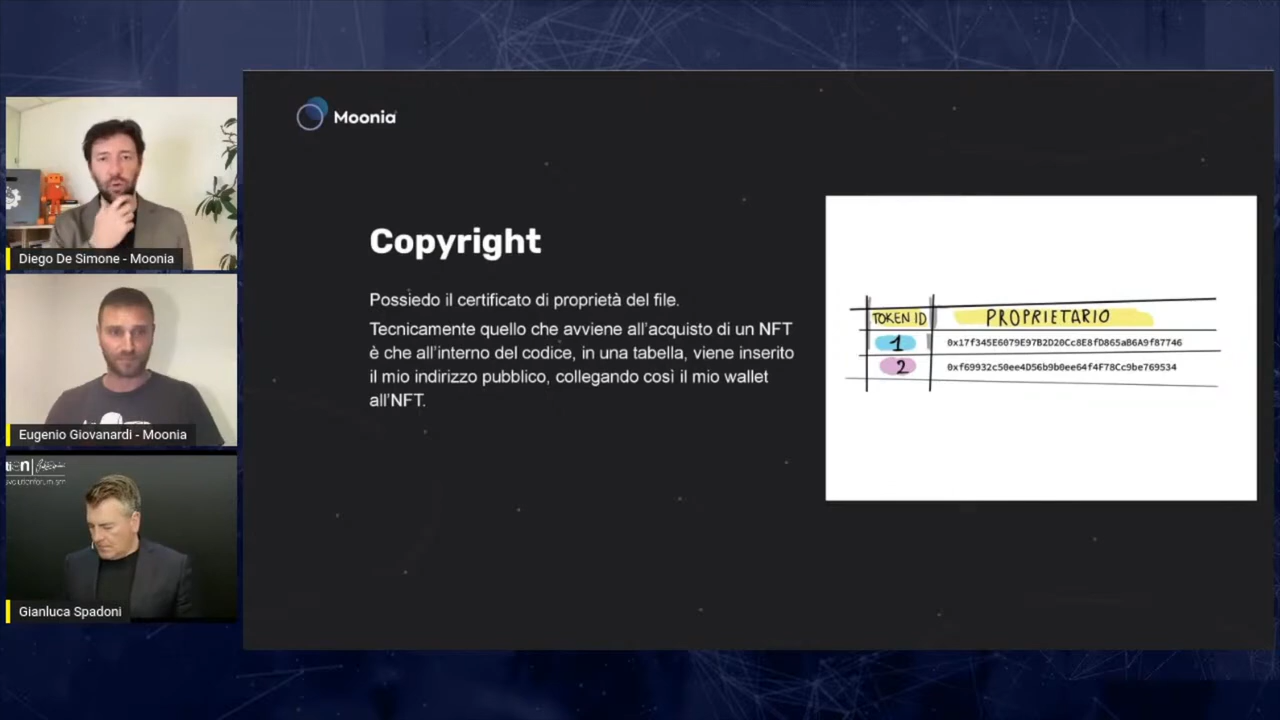 Moonia
Copyright
Possiedo il certificato di proprietà del file.
Tecnicamente quello che avviene all'acquisto di un NFT
è che all'interno del codice, in una tabella, viene inserito
il mio indirizzo pubblico, collegando così il mio wallet
all'NFT.
TOKEN ID PROPRIETARIO
1 0x17f345E6079E97B2D20Cc8E8fD865aB6A9f87746
2 0xf69932c50ee4D56b9b0ee64f4F78Cc9be769534
Diego De Simone - Moonia
Eugenio Giovanardi - Moonia
Gianluca Spadoni